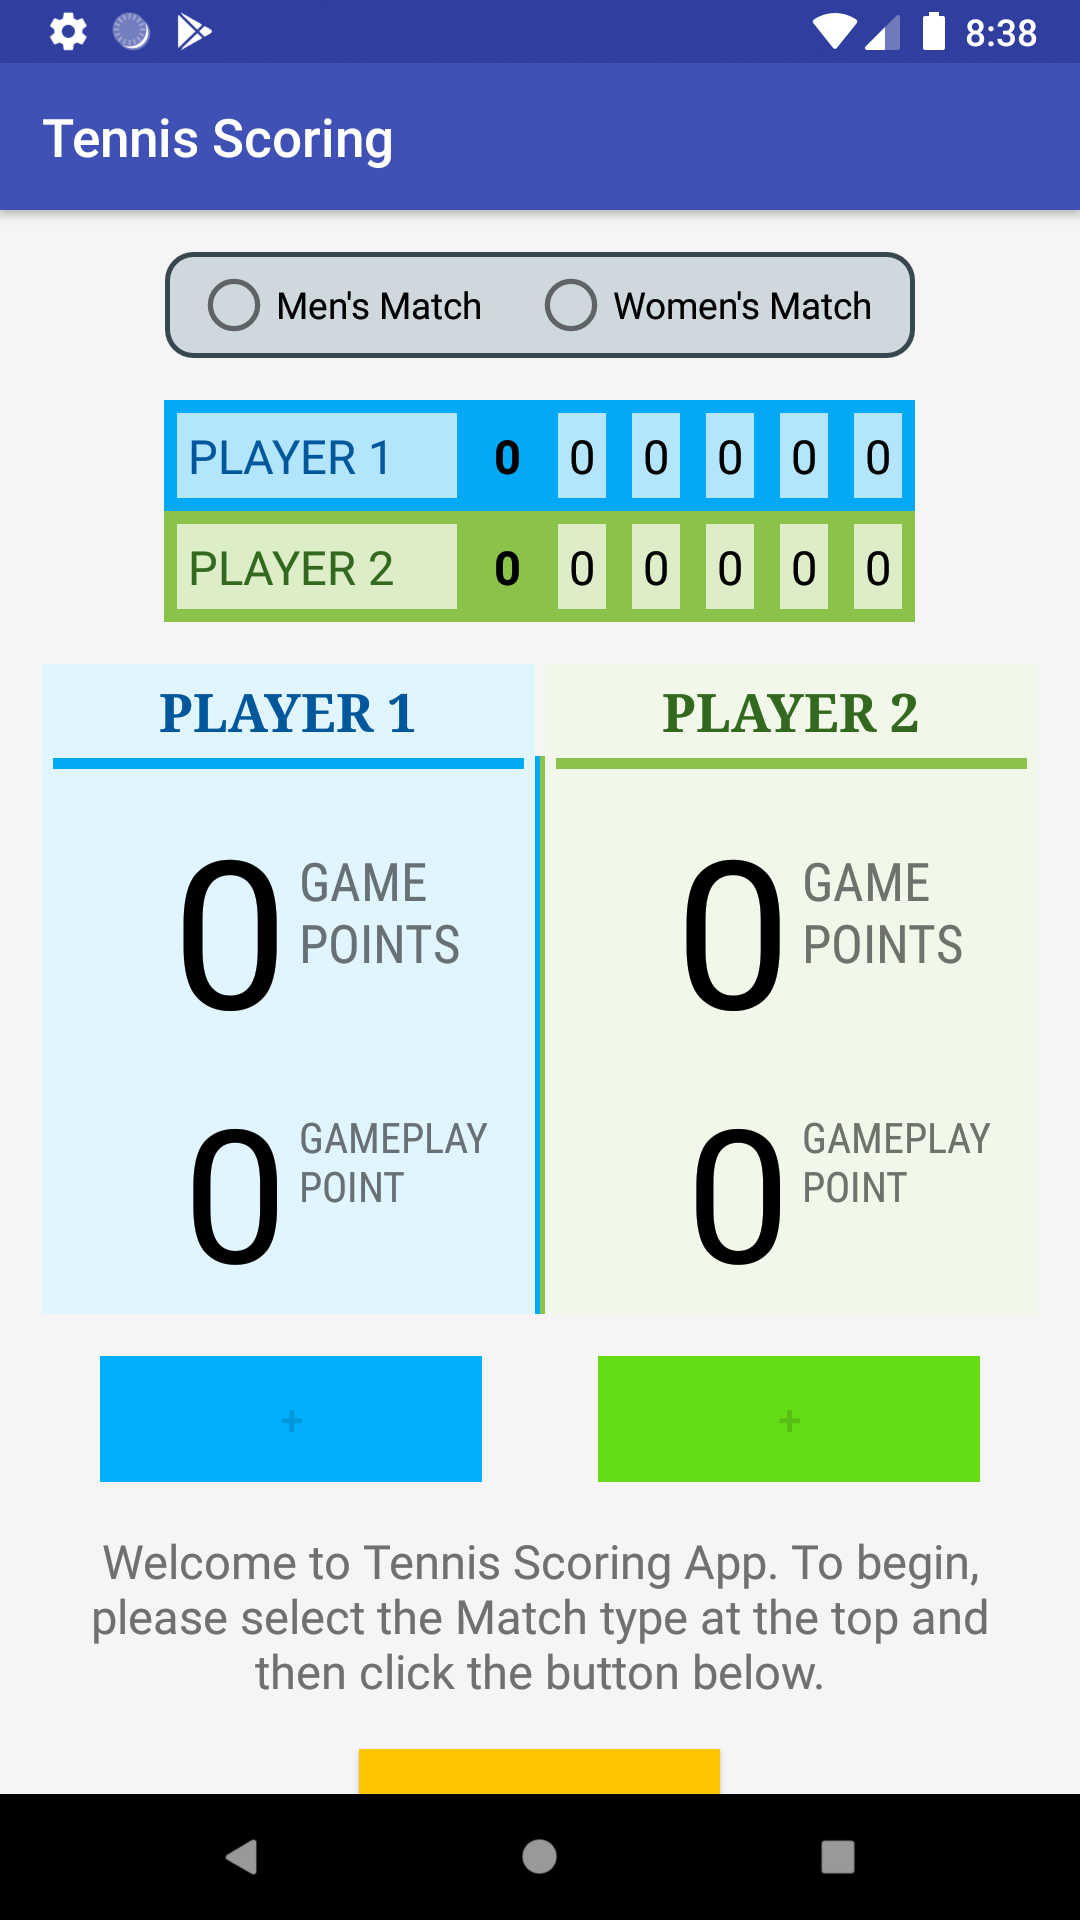 8:38
Tennis Scoring
Men's Match Women's Match
PLAYER 1 0 0 0 0 0 0
PLAYER 2 0 0 0 0 0 0
PLAYER 1 PLAYER 2
0 GAME POINTS 0 GAME POINTS
0 GAMEPLAY POINT 0 GAMEPLAY POINT
+ +
Welcome to Tennis Scoring App. To begin,
please select the Match type at the top and
then click the button below.